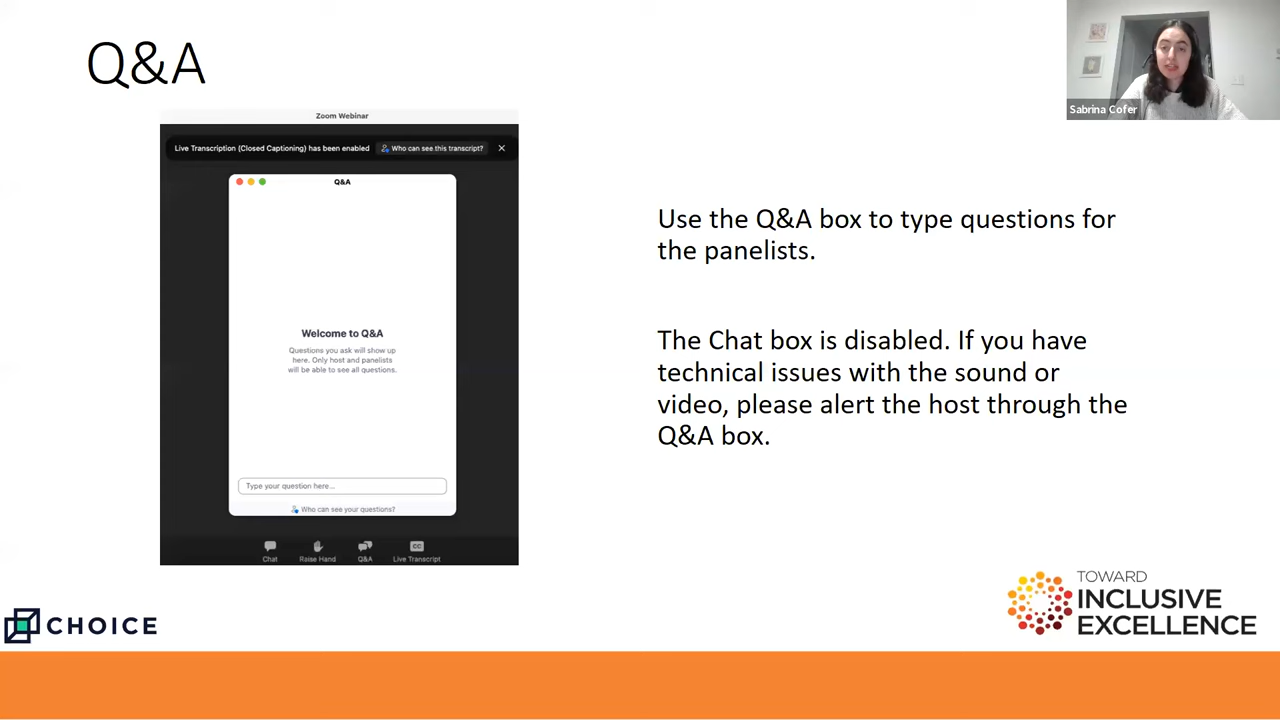 Q&A
Sabrina Cofer
Zoom Webinar
Live Transcription (Closed Captioning) has been enabled
Who can see this transcript?
Q&A
Welcome to Q&A
Questions you ask will show up
here. Only host and panelists
will be able to see all questions.
Type your question here...
Who can see your questions?
Chat
Raise Hand
Q&A
CC
Live Transcript
Use the Q&A box to type questions for
the panelists.
The Chat box is disabled. If you have
technical issues with the sound or
video, please alert the host through the
Q&A box.
CHOICE
TOWARD
INCLUSIVE
EXCELLENCE